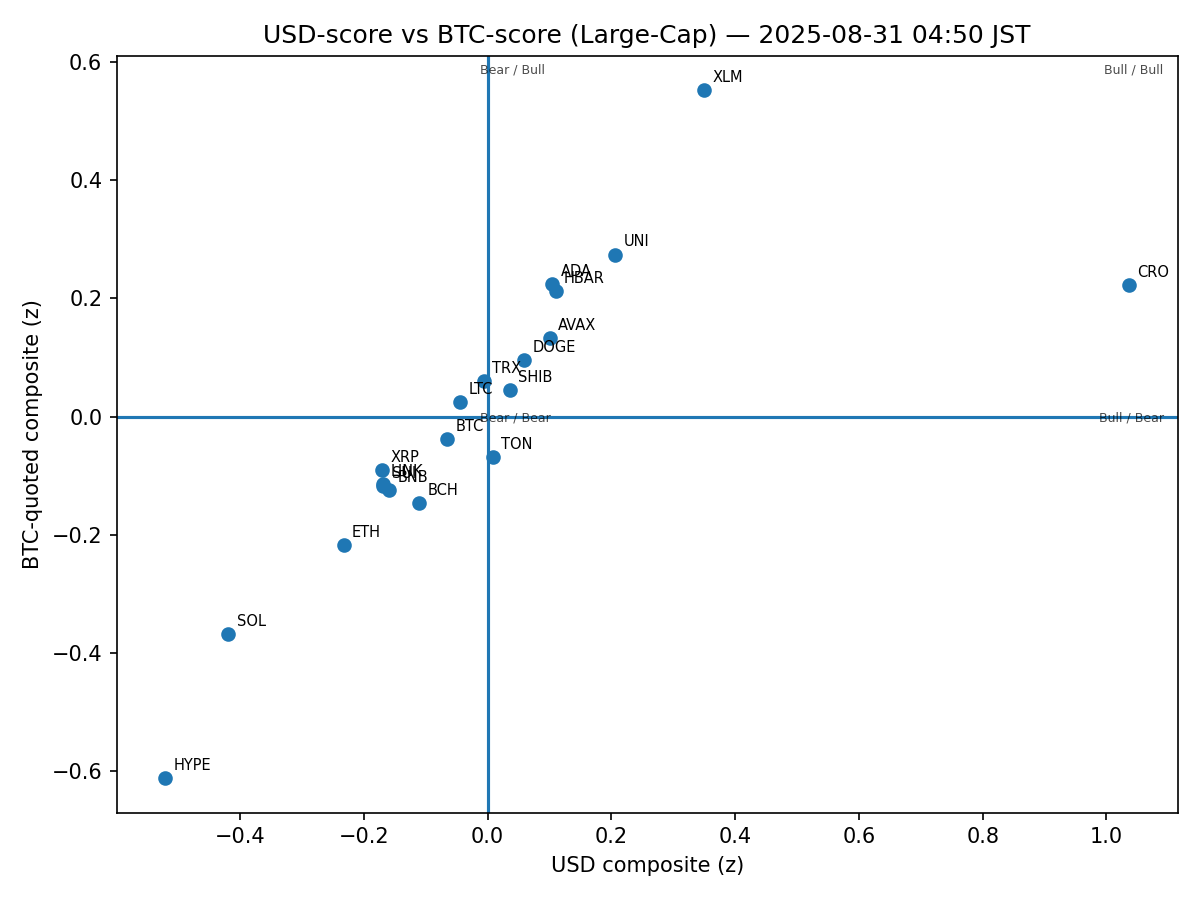 USD-score vs BTC-score (Large-Cap) — 2025-08-31 04:50 JST
Bear / Bull
Bull / Bull
XLM
UNI
ADA
HBAR
CRO
AVAX
DOGE
TRX
SHIB
LTC
Bear / Bear
Bull / Bear
BTC
TON
XRP
LINK
BNB
BCH
ETH
SOL
HYPE
0.6
0.4
0.2
0.0
−0.2
−0.4
−0.6
BTC-quoted composite (z)
−0.4
−0.2
0.0
0.2
0.4
0.6
0.8
1.0
USD composite (z)